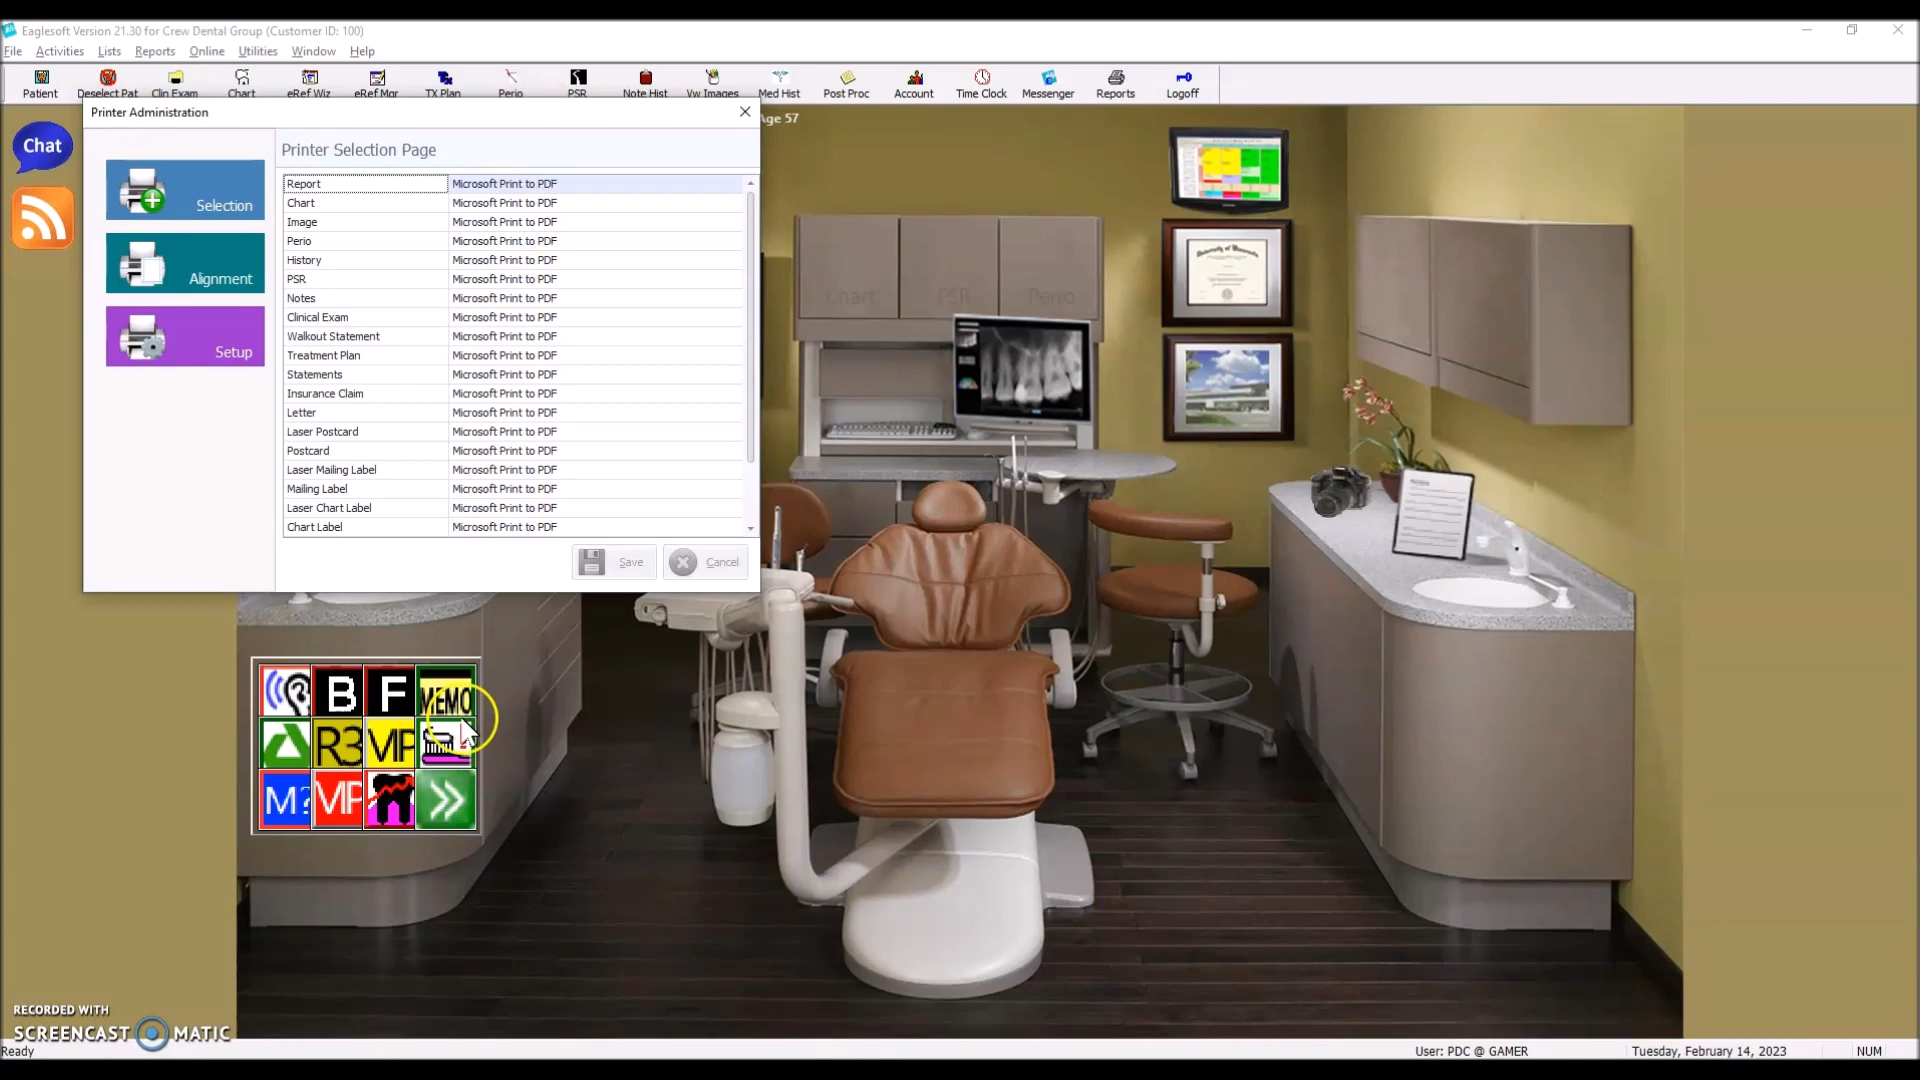 Eaglesoft Version 21.30 for Crew Dental Group (Customer ID: 100)
File Activities Lists Reports Online Utilities Window Help
Patient Deselect Pat Clin Exam Chart eRef Wiz eRef Mgr TX Plan Perio PSR Note Hist Vw Images Med Hist Post Proc Account Time Clock Messenger Reports Logoff
Printer Administration
Age 57
Chat
Printer Selection Page
Selection
Alignment
Setup
Report Microsoft Print to PDF
Chart Microsoft Print to PDF
Image Microsoft Print to PDF
Perio Microsoft Print to PDF
History Microsoft Print to PDF
PSR Microsoft Print to PDF
Notes Microsoft Print to PDF
Clinical Exam Microsoft Print to PDF
Walkout Statement Microsoft Print to PDF
Treatment Plan Microsoft Print to PDF
Statements Microsoft Print to PDF
Insurance Claim Microsoft Print to PDF
Letter Microsoft Print to PDF
Laser Postcard Microsoft Print to PDF
Postcard Microsoft Print to PDF
Laser Mailing Label Microsoft Print to PDF
Mailing Label Microsoft Print to PDF
Laser Chart Label Microsoft Print to PDF
Chart Label Microsoft Print to PDF
Save Cancel
Chart PSR Perio
B F MEMO
R3 VIP
M? VIP
RECORDED WITH
SCREENCAST MATIC
Ready
User: PDC @ GAMER
Tuesday, February 14, 2023
NUM